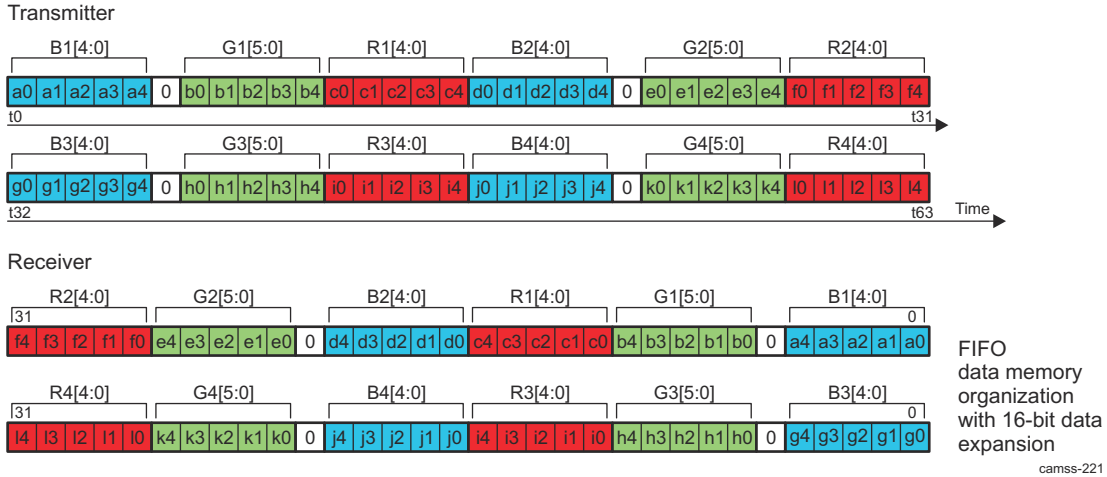 Transmitter
B1[4:0] G1[5:0] R1[4:0] B2[4:0] G2[5:0] R2[4:0]
a0 a1 a2 a3 a4 0 b0 b1 b2 b3 b4 c0 c1 c2 c3 c4 d0 d1 d2 d3 d4 0 e0 e1 e2 e3 e4 f0 f1 f2 f3 f4
t0 t31
B3[4:0] G3[5:0] R3[4:0] B4[4:0] G4[5:0] R4[4:0]
g0 g1 g2 g3 g4 0 h0 h1 h2 h3 h4 i0 i1 i2 i3 i4 j0 j1 j2 j3 j4 0 k0 k1 k2 k3 k4 l0 l1 l2 l3 l4
t32 t63 Time
Receiver
R2[4:0] G2[5:0] B2[4:0] R1[4:0] G1[5:0] B1[4:0]
31 0
f4 f3 f2 f1 f0 e4 e3 e2 e1 e0 0 d4 d3 d2 d1 d0 c4 c3 c2 c1 c0 b4 b3 b2 b1 b0 0 a4 a3 a2 a1 a0
R4[4:0] G4[5:0] B4[4:0] R3[4:0] G3[5:0] B3[4:0]
31 0
l4 l3 l2 l1 l0 k4 k3 k2 k1 k0 0 j4 j3 j2 j1 j0 i4 i3 i2 i1 i0 h4 h3 h2 h1 h0 0 g4 g3 g2 g1 g0
FIFO
data memory
organization
with 16-bit data
expansion
camss-221